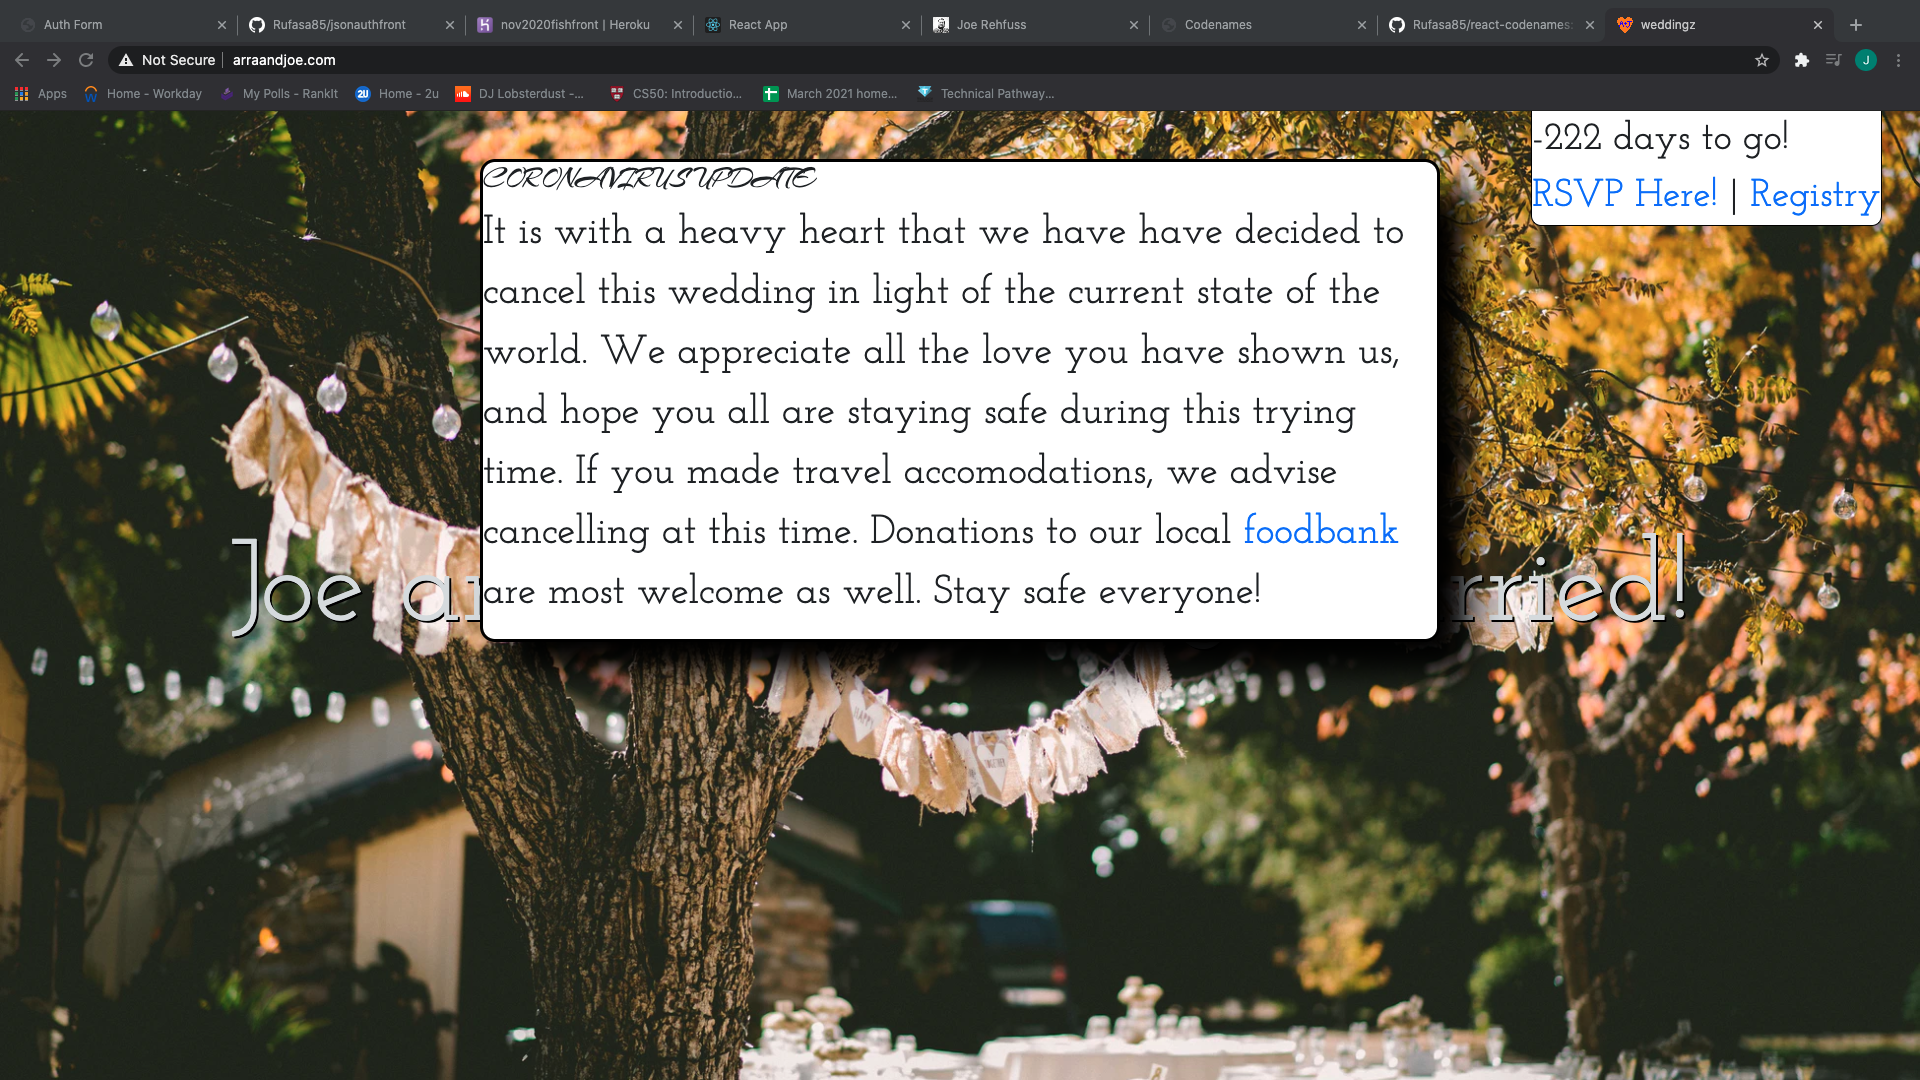 Auth Form
Rufasa85/jsonauthfront
nov2020fishfront | Heroku
React App
Joe Rehfuss
Codenames
Rufasa85/react-codenames:
weddingz
Not Secure
arraandjoe.com
J
Apps
Home - Workday
My Polls - RankIt
2U
Home - 2u
DJ Lobsterdust -...
CS50: Introductio...
March 2021 home...
Technical Pathway...
-222 days to go!
RSVP Here! | Registry
CORONAVIRUS UPDATE
It is with a heavy heart that we have have decided to
cancel this wedding in light of the current state of the
world. We appreciate all the love you have shown us,
and hope you all are staying safe during this trying
time. If you made travel accomodations, we advise
cancelling at this time. Donations to our local foodbank
are most welcome as well. Stay safe everyone!
Joe ar rried!